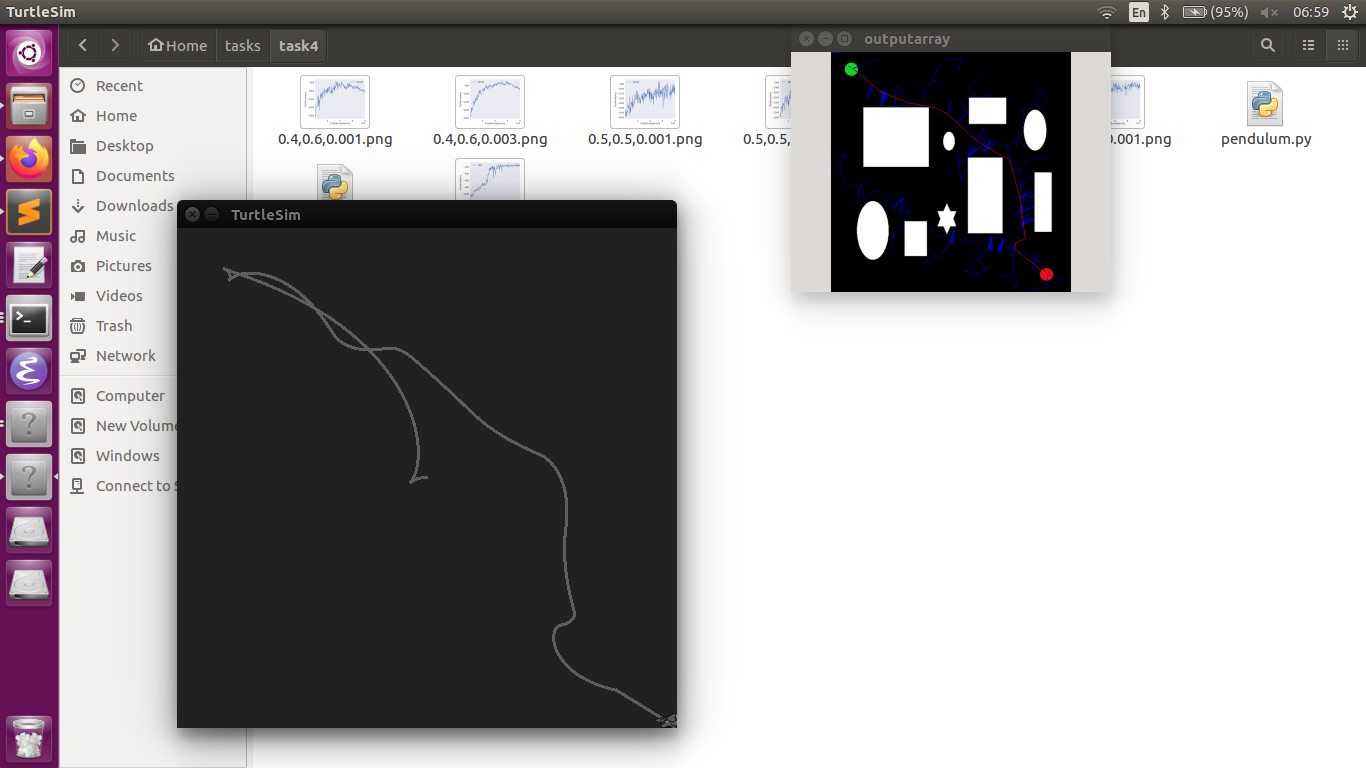 TurtleSim
En
(95%)
06:59
Home
tasks
task4
outputarray
Recent
Home
Desktop
Documents
Downloads
Music
Pictures
Videos
Trash
Network
Computer
New Volume
Windows
Connect to S
0.4,0.6,0.001.png
0.4,0.6,0.003.png
0.5,0.5,0.001.png
0.5,0.5,
.001.png
pendulum.py
TurtleSim